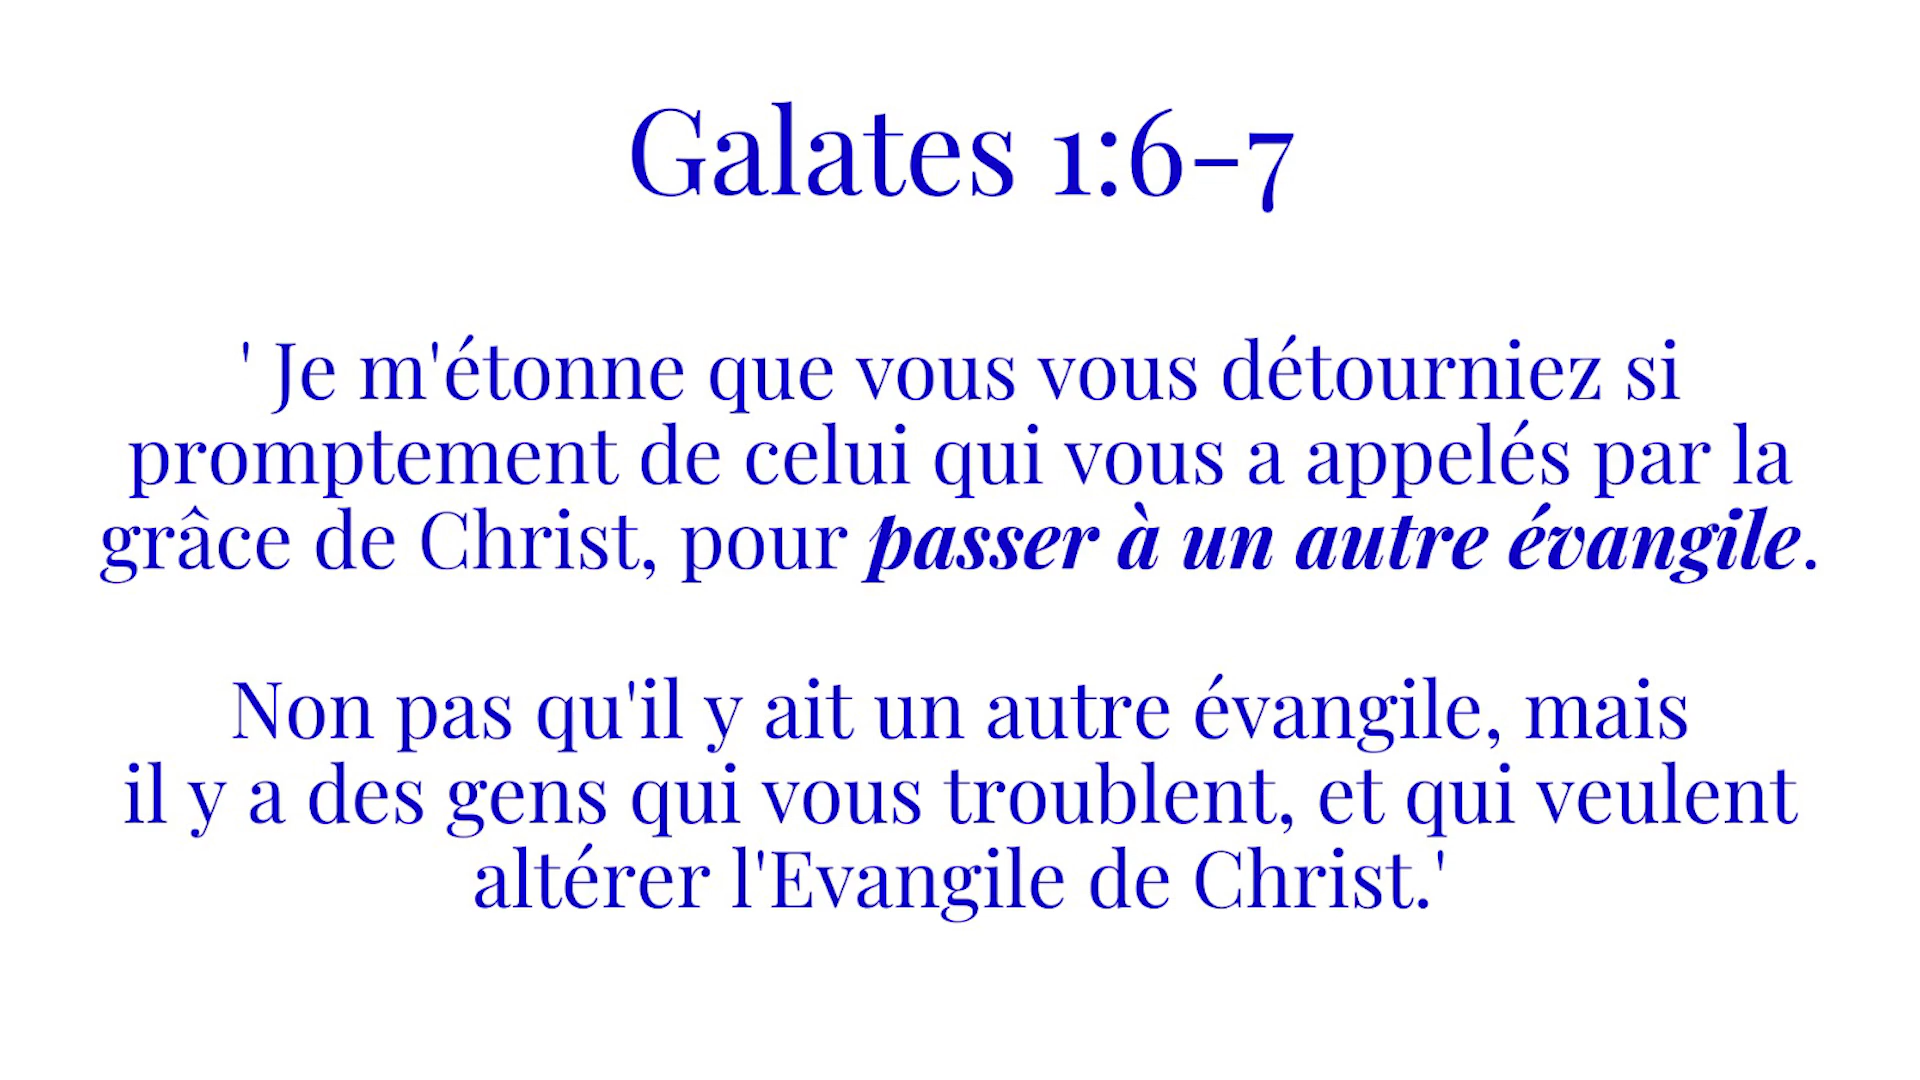 Galates 1:6-7
' Je m'étonne que vous vous détourniez si
promptement de celui qui vous a appelés par la
grâce de Christ, pour passer à un autre évangile.
Non pas qu'il y ait un autre évangile, mais
il y a des gens qui vous troublent, et qui veulent
altérer l'Evangile de Christ.'